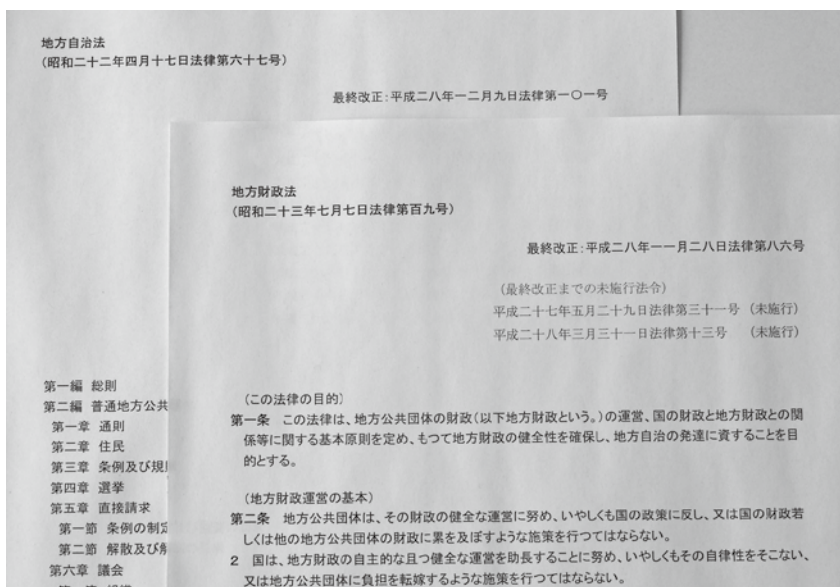 地方自治法
(昭和二十二年四月十七日法律第六十七号)
最終改正:平成二八年一二月九日法律第一〇一号
第一編 総則
第二編 普通地方公共
第一章 通則
第二章 住民
第三章 条例及び規
第四章 選挙
第五章 直接請求
第一節 条例の制定
第二節 解散及び解
第六章 議会
地方財政法
(昭和二十三年七月七日法律第百九号)
最終改正:平成二八年一一月二八日法律第八六号
(最終改正までの未施行法令)
平成二十七年五月二十九日法律第三十一号 (未施行)
平成二十八年三月三十一日法律第十三号 (未施行)
(この法律の目的)
第一条 この法律は、地方公共団体の財政(以下地方財政という。)の運営、国の財政と地方財政との関
係等に関する基本原則を定め、もつて地方財政の健全性を確保し、地方自治の発達に資することを目
的とする。
(地方財政運営の基本)
第二条 地方公共団体は、その財政の健全な運営に努め、いやしくも国の政策に反し、又は国の財政若
しくは他の地方公共団体の財政に累を及ぼすような施策を行つてはならない。
2 国は、地方財政の自主的な且つ健全な運営を助長することに努め、いやしくもその自律性をそこない、
又は地方公共団体に負担を転嫁するような施策を行つてはならない。